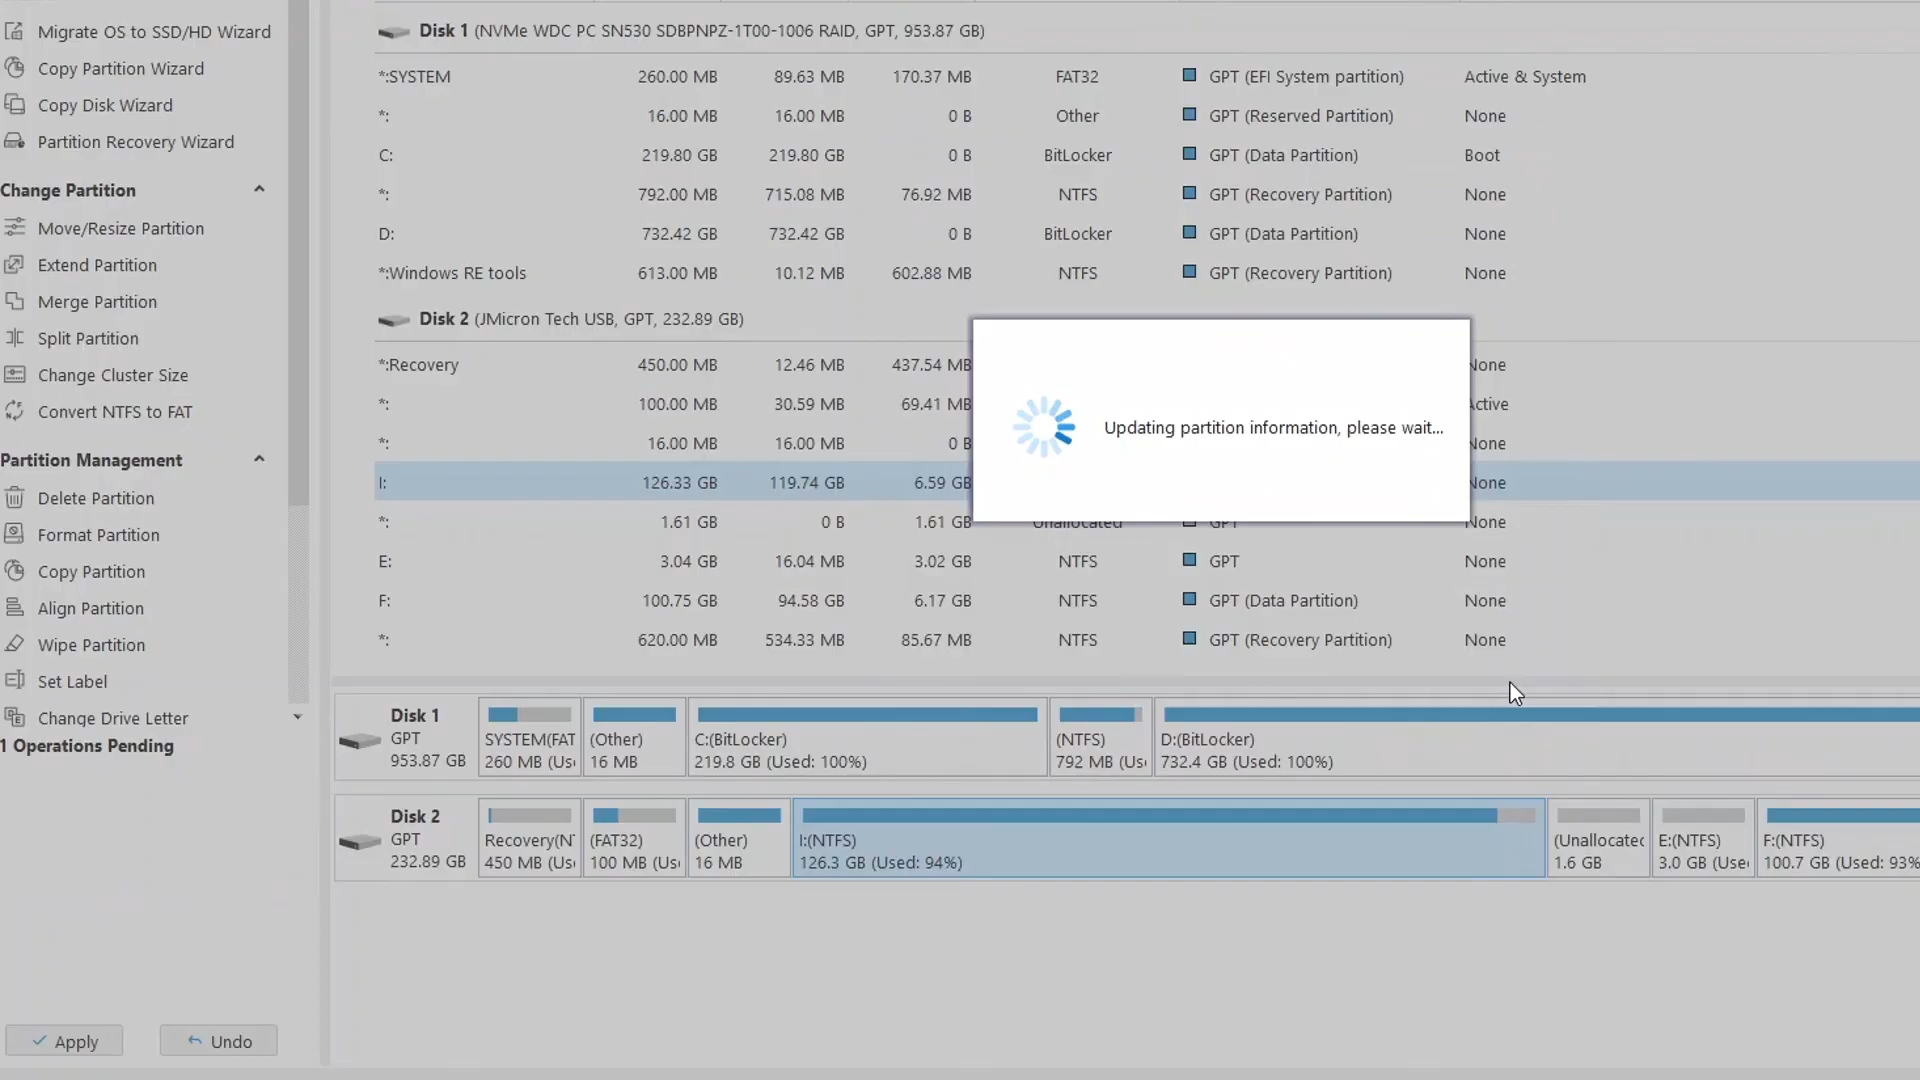 Migrate OS to SSD/HD Wizard
Copy Partition Wizard
Copy Disk Wizard
Partition Recovery Wizard
Change Partition
Move/Resize Partition
Extend Partition
Merge Partition
Split Partition
Change Cluster Size
Convert NTFS to FAT
Partition Management
Delete Partition
Format Partition
Copy Partition
Align Partition
Wipe Partition
Set Label
Change Drive Letter
1 Operations Pending
Apply Undo
Disk 1 (NVMe WDC PC SN530 SDBPNPZ-1T00-1006 RAID, GPT, 953.87 GB)
*:SYSTEM 260.00 MB 89.63 MB 170.37 MB FAT32 GPT (EFI System partition) Active & System
*: 16.00 MB 16.00 MB 0 B Other GPT (Reserved Partition) None
C: 219.80 GB 219.80 GB 0 B BitLocker GPT (Data Partition) Boot
*: 792.00 MB 715.08 MB 76.92 MB NTFS GPT (Recovery Partition) None
D: 732.42 GB 732.42 GB 0 B BitLocker GPT (Data Partition) None
*:Windows RE tools 613.00 MB 10.12 MB 602.88 MB NTFS GPT (Recovery Partition) None
Disk 2 (JMicron Tech USB, GPT, 232.89 GB)
*:Recovery 450.00 MB 12.46 MB 437.54 MB None
*: 100.00 MB 30.59 MB 69.41 MB Active
*: 16.00 MB 16.00 MB 0 B None
I: 126.33 GB 119.74 GB 6.59 GB None
*: 1.61 GB 0 B 1.61 GB Unallocated GPT None
E: 3.04 GB 16.04 MB 3.02 GB NTFS GPT None
F: 100.75 GB 94.58 GB 6.17 GB NTFS GPT (Data Partition) None
*: 620.00 MB 534.33 MB 85.67 MB NTFS GPT (Recovery Partition) None
Updating partition information, please wait...
Disk 1
GPT
953.87 GB
SYSTEM(FAT
260 MB (Us
(Other)
16 MB
C:(BitLocker)
219.8 GB (Used: 100%)
(NTFS)
792 MB (Us
D:(BitLocker)
732.4 GB (Used: 100%)
Disk 2
GPT
232.89 GB
Recovery(N
450 MB (Us
(FAT32)
100 MB (Us
(Other)
16 MB
I:(NTFS)
126.3 GB (Used: 94%)
(Unallocated
1.6 GB
E:(NTFS)
3.0 GB (Use
F:(NTFS)
100.7 GB (Used: 93%